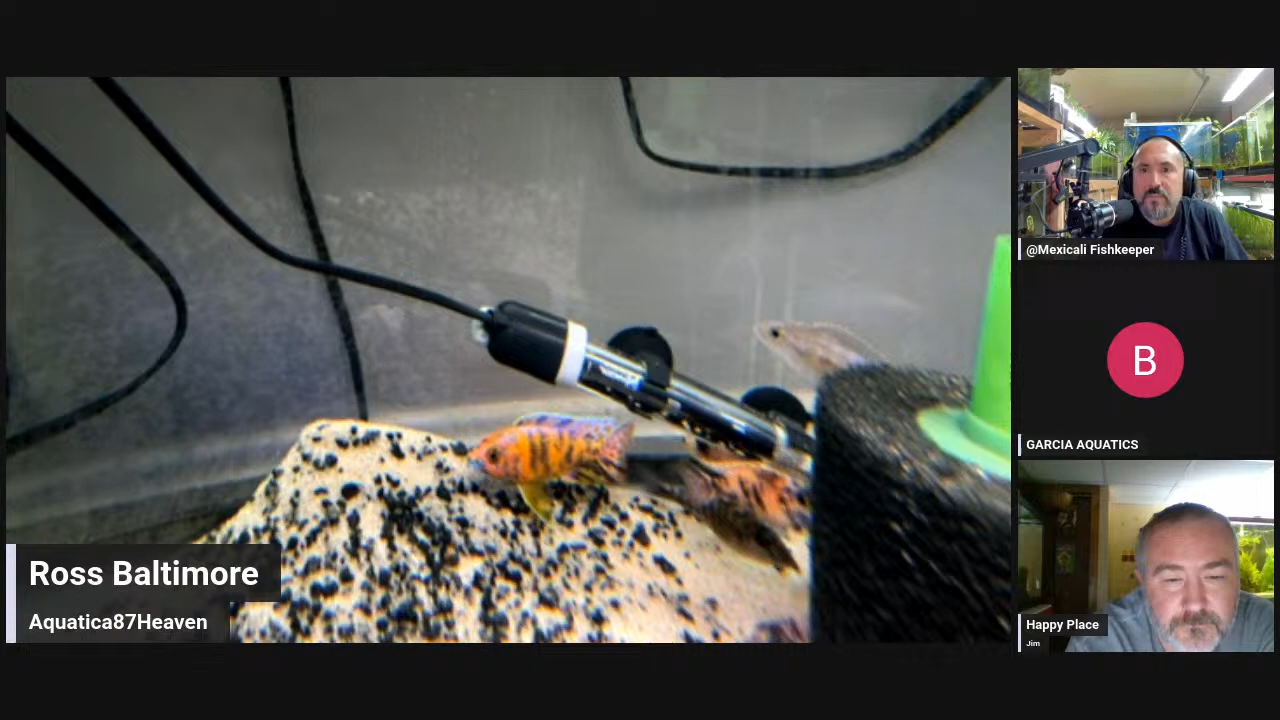 Ross Baltimore
Aquatica87Heaven
@Mexicali Fishkeeper
B
GARCIA AQUATICS
Happy Place
Jim